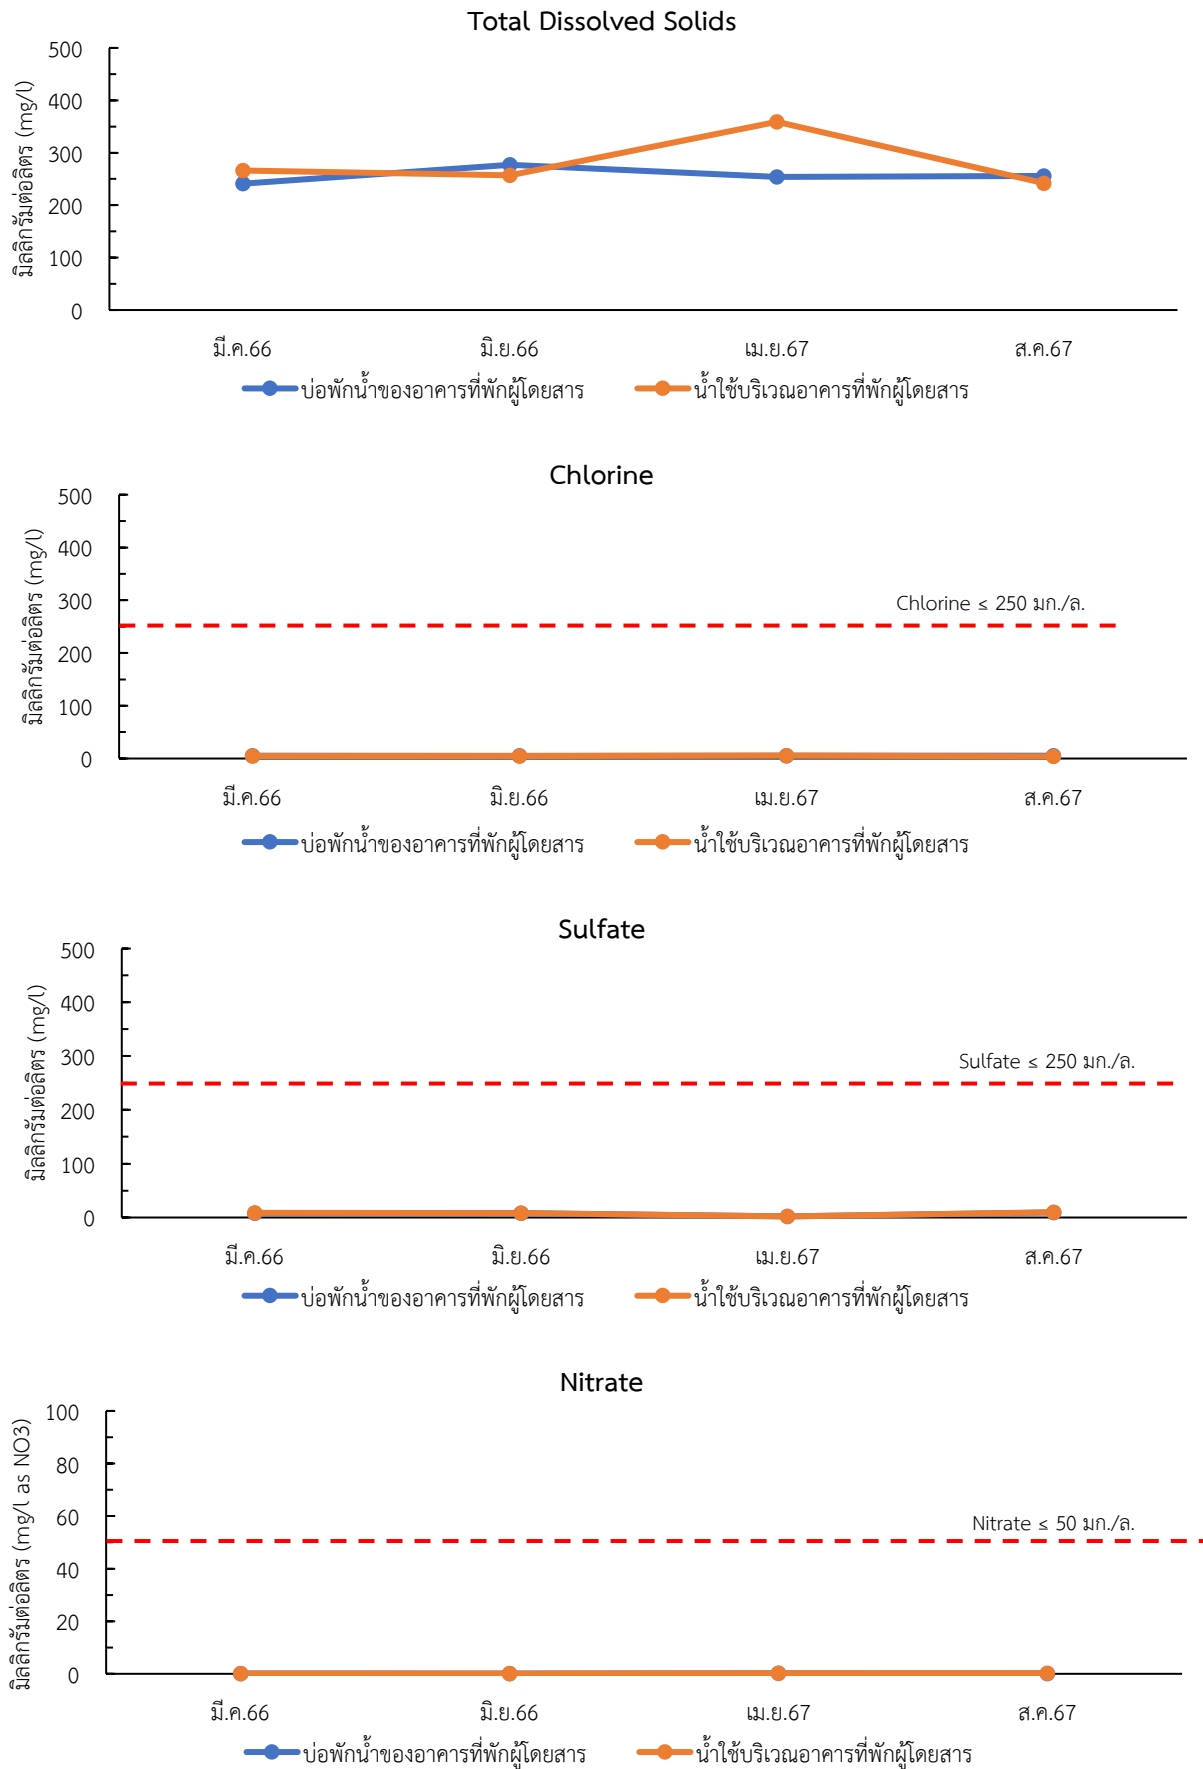 Total Dissolved Solids
มิลลิกรัมต่อลิตร (mg/l)
500
400
300
200
100
0
มี.ค.66 มิ.ย.66 เม.ย.67 ส.ค.67
บ่อพักน้ำของอาคารที่พักผู้โดยสาร น้ำใช้บริเวณอาคารที่พักผู้โดยสาร
Chlorine
มิลลิกรัมต่อลิตร (mg/l)
500
400
300
200
100
0
Chlorine ≤ 250 มก./ล.
มี.ค.66 มิ.ย.66 เม.ย.67 ส.ค.67
บ่อพักน้ำของอาคารที่พักผู้โดยสาร น้ำใช้บริเวณอาคารที่พักผู้โดยสาร
Sulfate
มิลลิกรัมต่อลิตร (mg/l)
500
400
300
200
100
0
Sulfate ≤ 250 มก./ล.
มี.ค.66 มิ.ย.66 เม.ย.67 ส.ค.67
บ่อพักน้ำของอาคารที่พักผู้โดยสาร น้ำใช้บริเวณอาคารที่พักผู้โดยสาร
Nitrate
มิลลิกรัมต่อลิตร (mg/l as NO3)
100
80
60
40
20
0
Nitrate ≤ 50 มก./ล.
มี.ค.66 มิ.ย.66 เม.ย.67 ส.ค.67
บ่อพักน้ำของอาคารที่พักผู้โดยสาร น้ำใช้บริเวณอาคารที่พักผู้โดยสาร